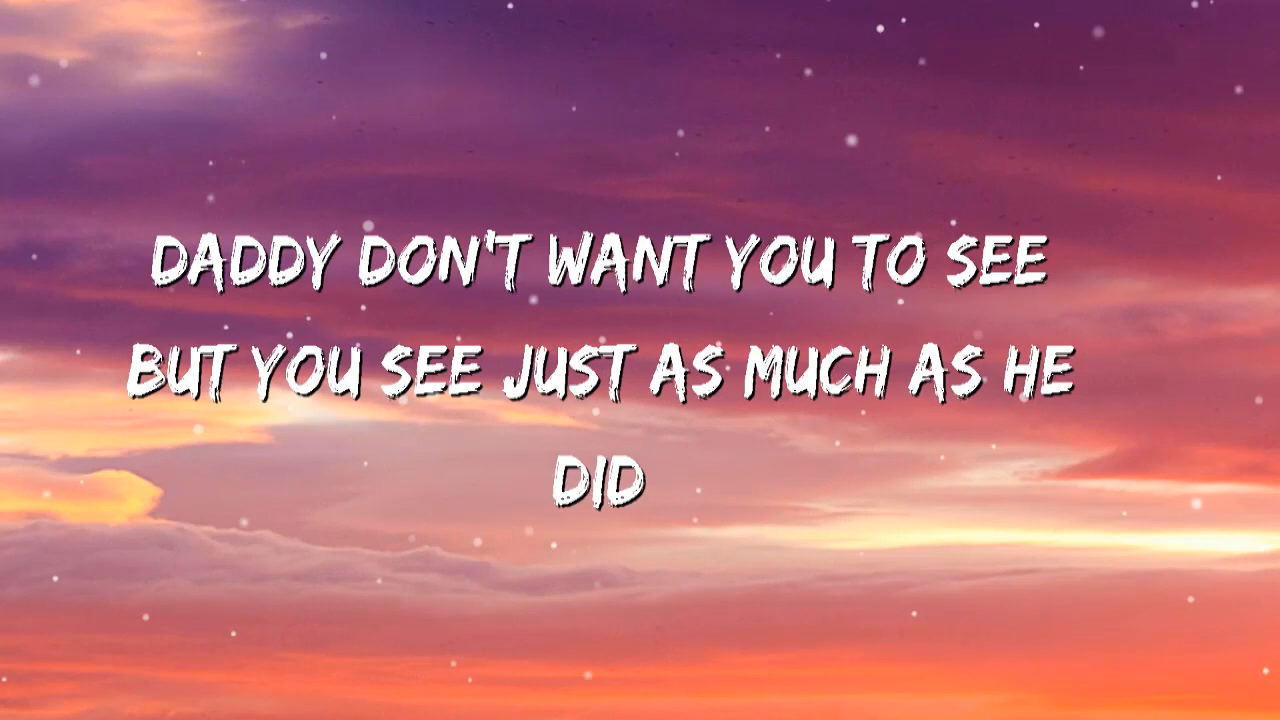 DADDY DON'T WANT YOU TO SEE
BUT YOU SEE JUST AS MUCH AS HE
DID